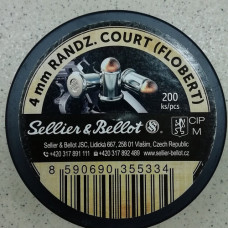 4 mm RANDZ. COURT (FLOBERT)
200
ks/pcs
CIP
M
Sellier & Bellot S
Sellier & Bellot JSC, Lidická 667, 258 01 Vlašim, Czech Republic
+420 317 891 111 +420 317 892 489 www.sellier-bellot.cz
8 590690 355334